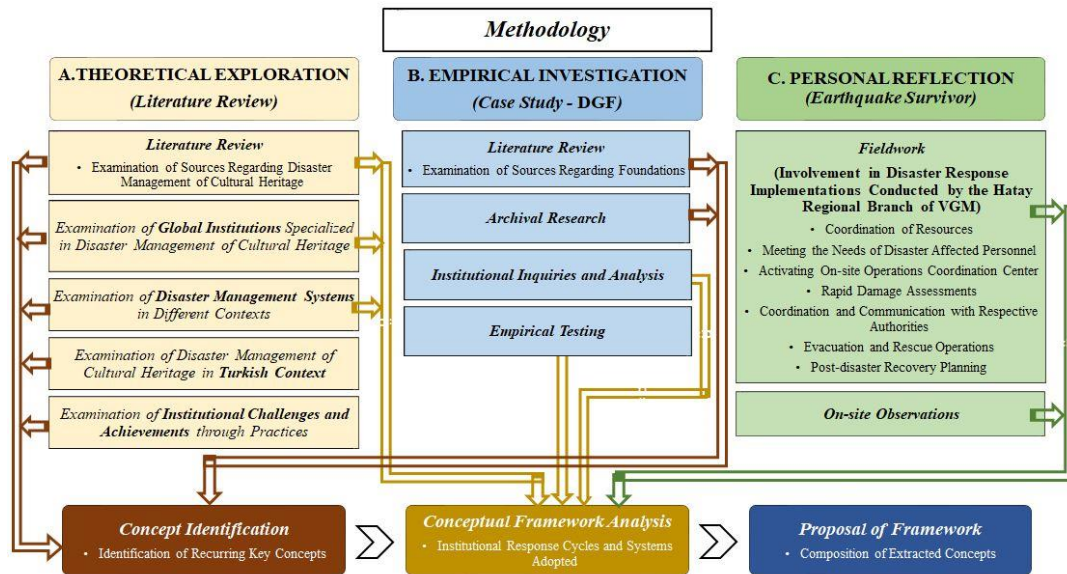 Methodology
A.THEORETICAL EXPLORATION
(Literature Review)
Literature Review
• Examination of Sources Regarding Disaster
Management of Cultural Heritage
Examination of Global Institutions Specialized
in Disaster Management of Cultural Heritage
Examination of Disaster Management Systems
in Different Contexts
Examination of Disaster Management of
Cultural Heritage in Turkish Context
Examination of Institutional Challenges and
Achievements through Practices
B. EMPIRICAL INVESTIGATION
(Case Study - DGF)
Literature Review
• Examination of Sources Regarding Foundations
Archival Research
Institutional Inquiries and Analysis
Empirical Testing
C. PERSONAL REFLECTION
(Earthquake Survivor)
Fieldwork
(Involvement in Disaster Response
Implementations Conducted by the Hatay
Regional Branch of VGM)
• Coordination of Resources
• Meeting the Needs of Disaster Affected Personnel
• Activating On-site Operations Coordination Center
• Rapid Damage Assessments
• Coordination and Communication with Respective
Authorities
• Evacuation and Rescue Operations
• Post-disaster Recovery Planning
On-site Observations
Concept Identification
• Identification of Recurring Key Concepts
Conceptual Framework Analysis
• Institutional Response Cycles and Systems
Adopted
Proposal of Framework
• Composition of Extracted Concepts